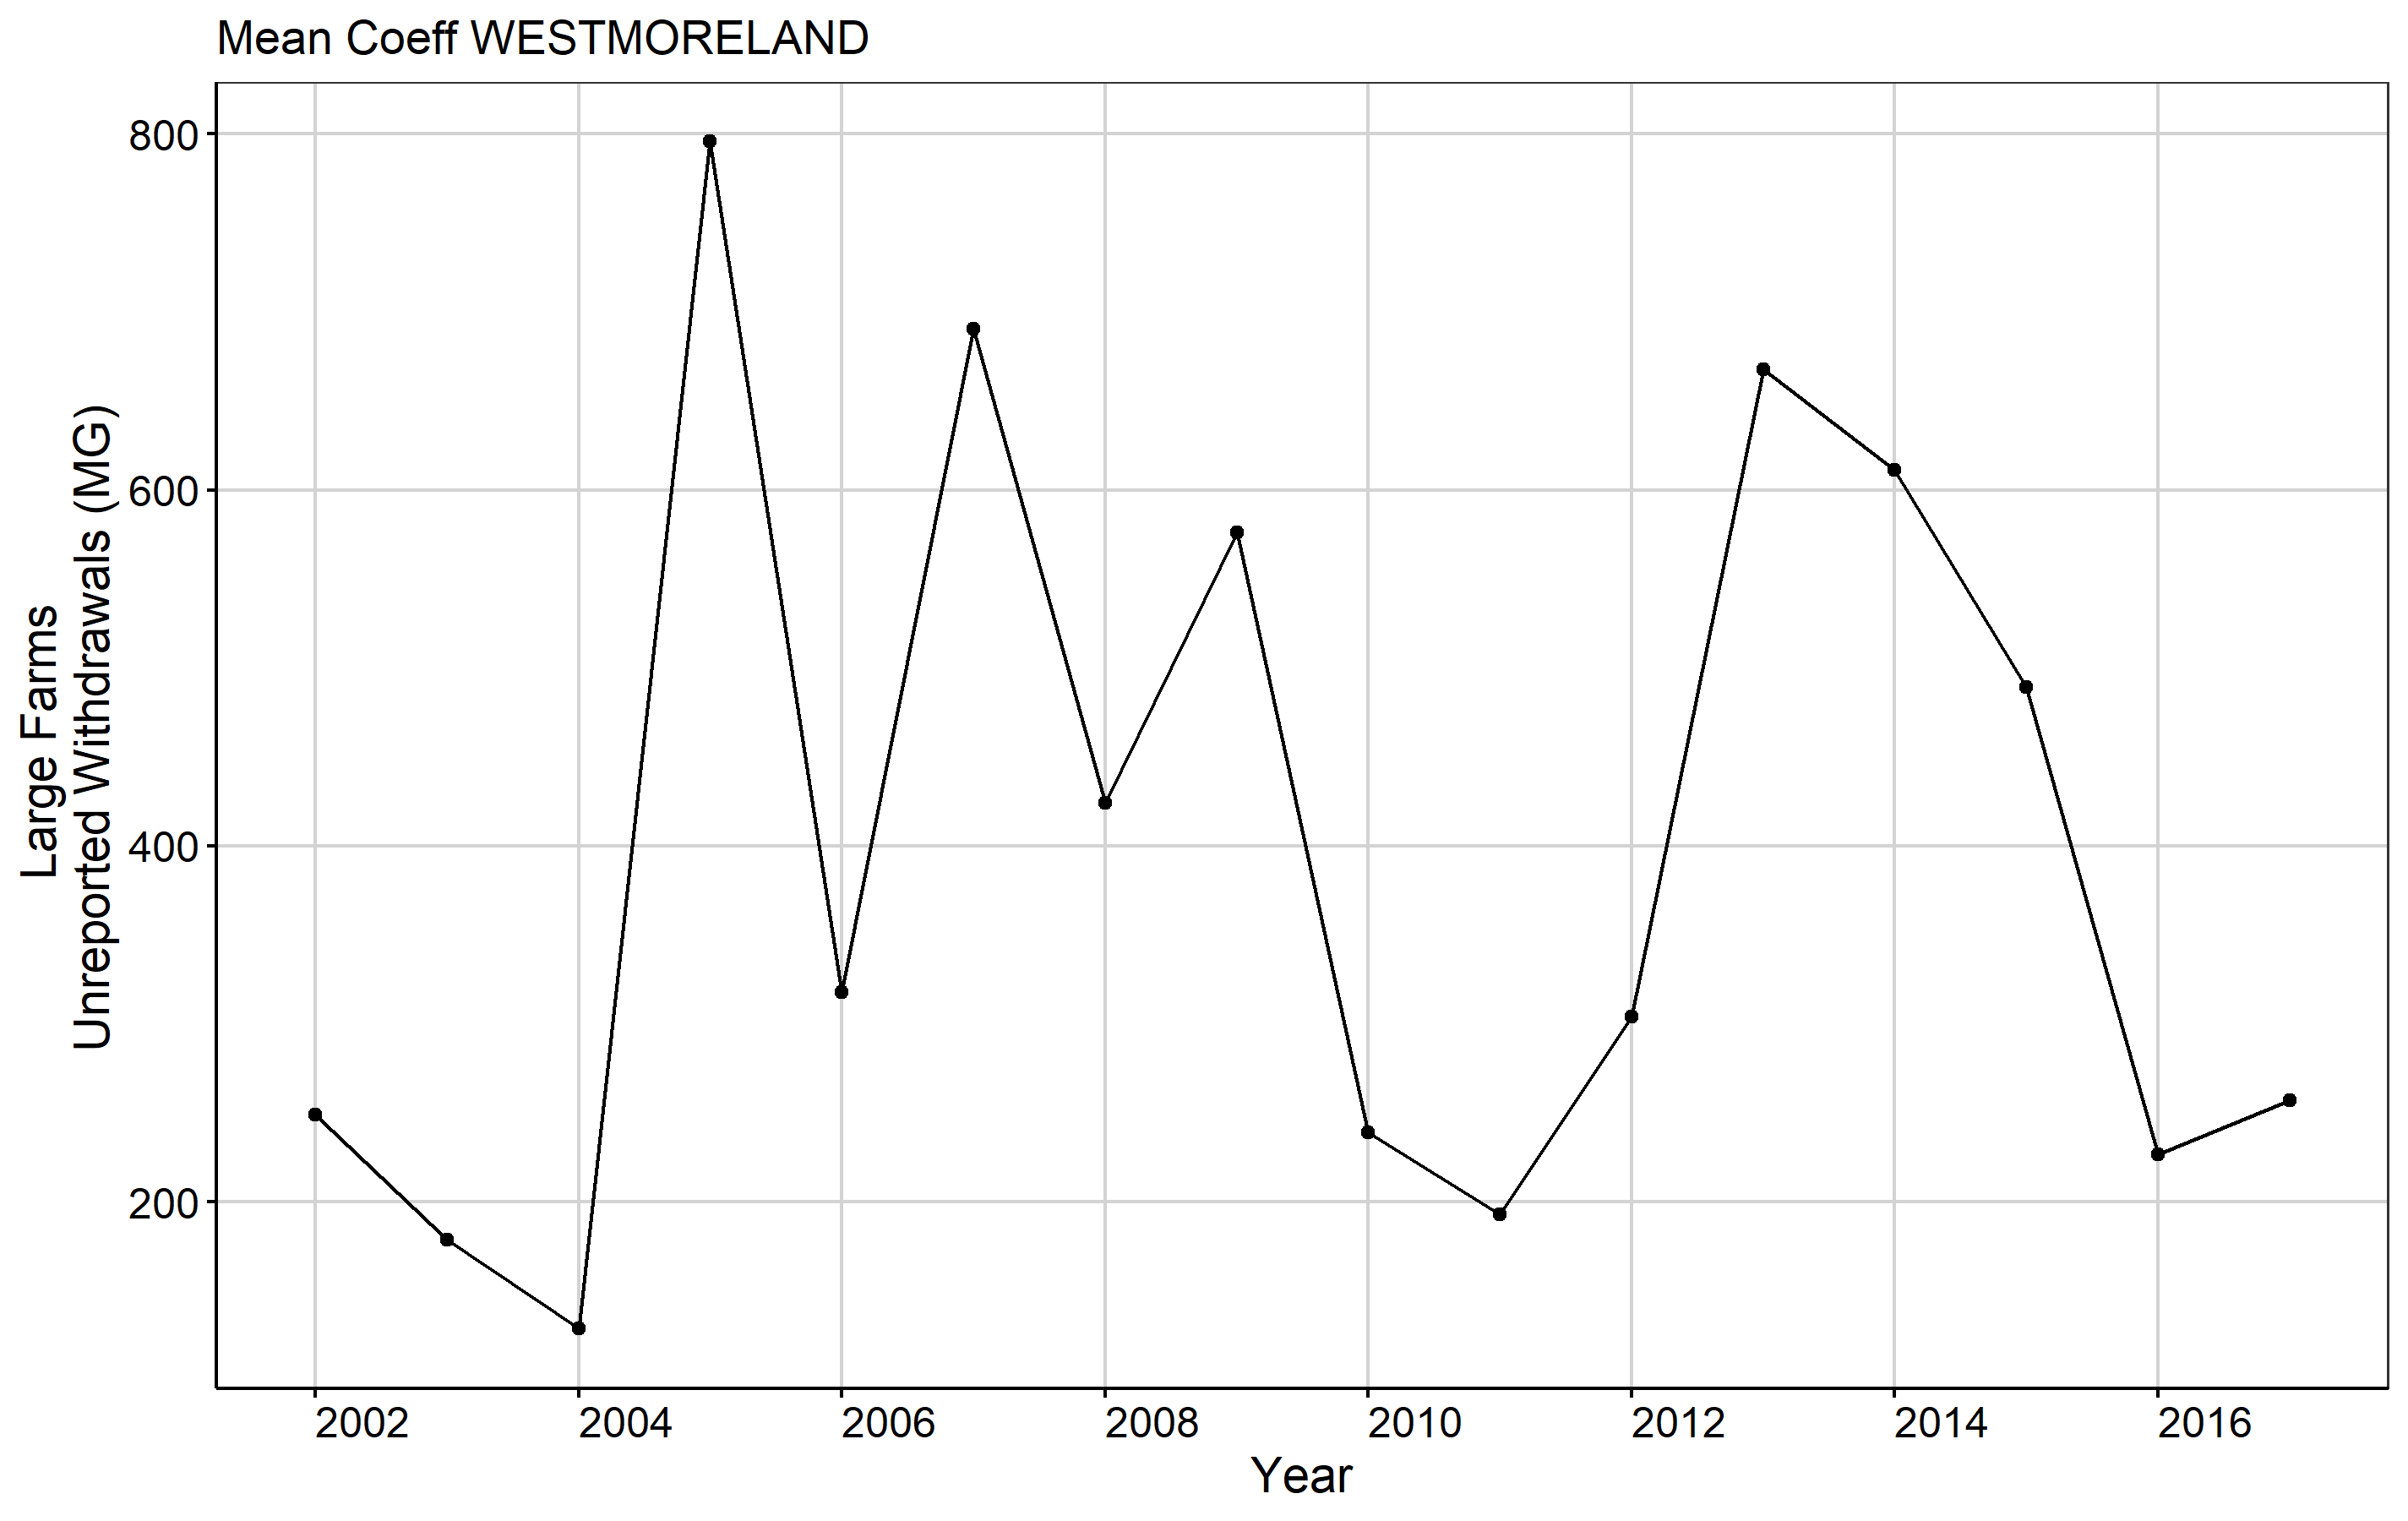 Mean Coeff WESTMORELAND
Large Farms
Unreported Withdrawals (MG)
800
600
400
200
2002 2004 2006 2008 2010 2012 2014 2016
Year